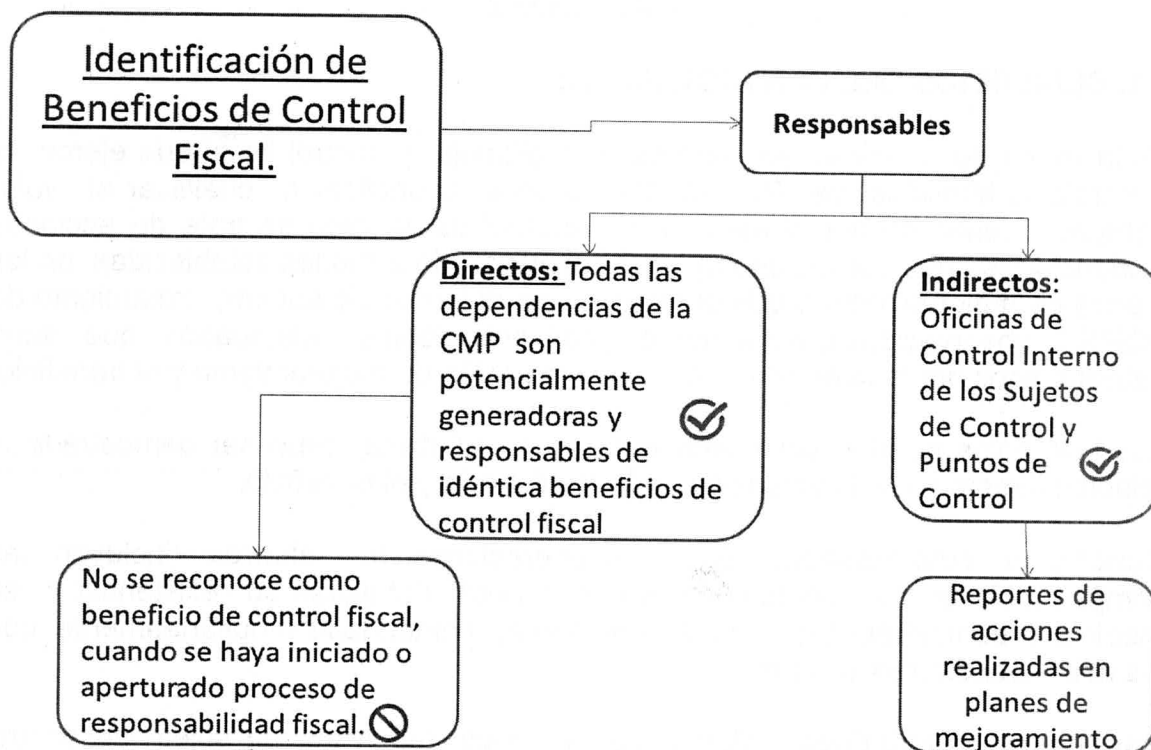 Identificación de
Beneficios de Control
Fiscal.
Responsables
Directos: Todas las
dependencias de la
CMP son
potencialmente
generadoras y
responsables de
idéntica beneficios de
control fiscal
Indirectos:
Oficinas de
Control Interno
de los Sujetos
de Control y
Puntos de
Control
No se reconoce como
beneficio de control fiscal,
cuando se haya iniciado o
aperturado proceso de
responsabilidad fiscal.
Reportes de
acciones
realizadas en
planes de
mejoramiento